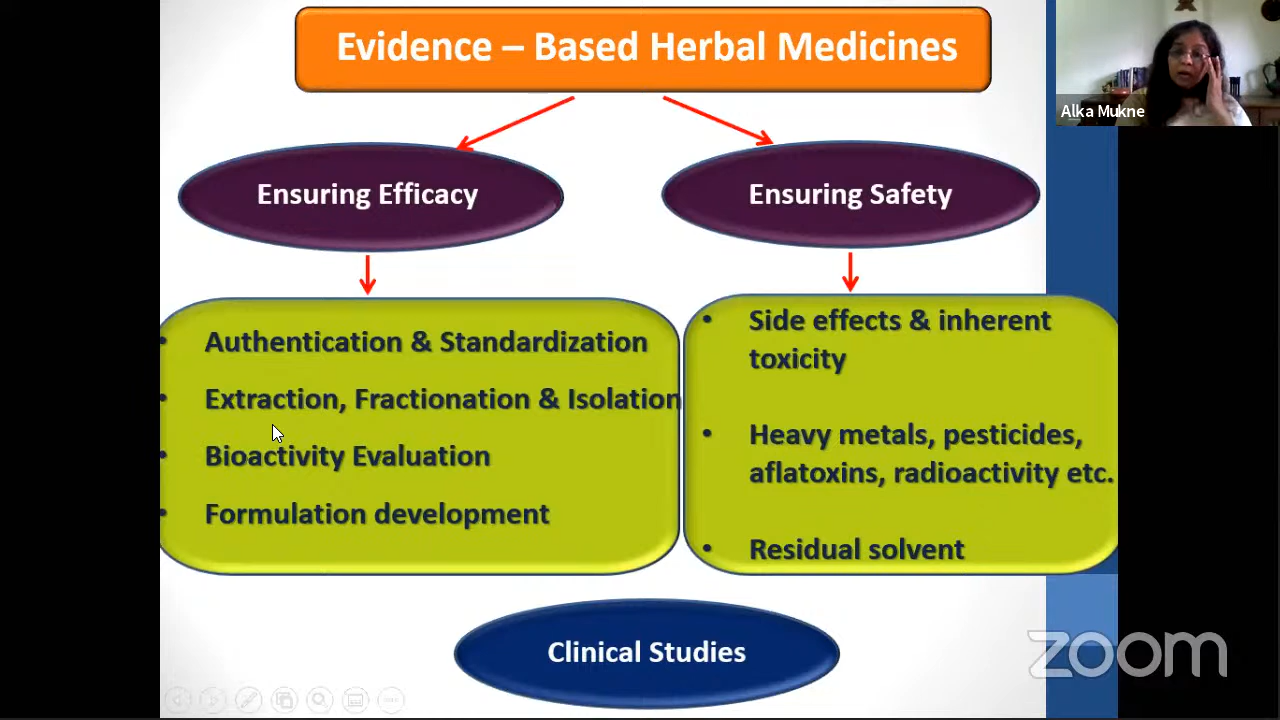 Evidence – Based Herbal Medicines
Alka Mukne
Ensuring Efficacy
Ensuring Safety
• Authentication & Standardization
• Extraction, Fractionation & Isolation
• Bioactivity Evaluation
• Formulation development
• Side effects & inherent
toxicity
• Heavy metals, pesticides,
aflatoxins, radioactivity etc.
• Residual solvent
Clinical Studies
zoom